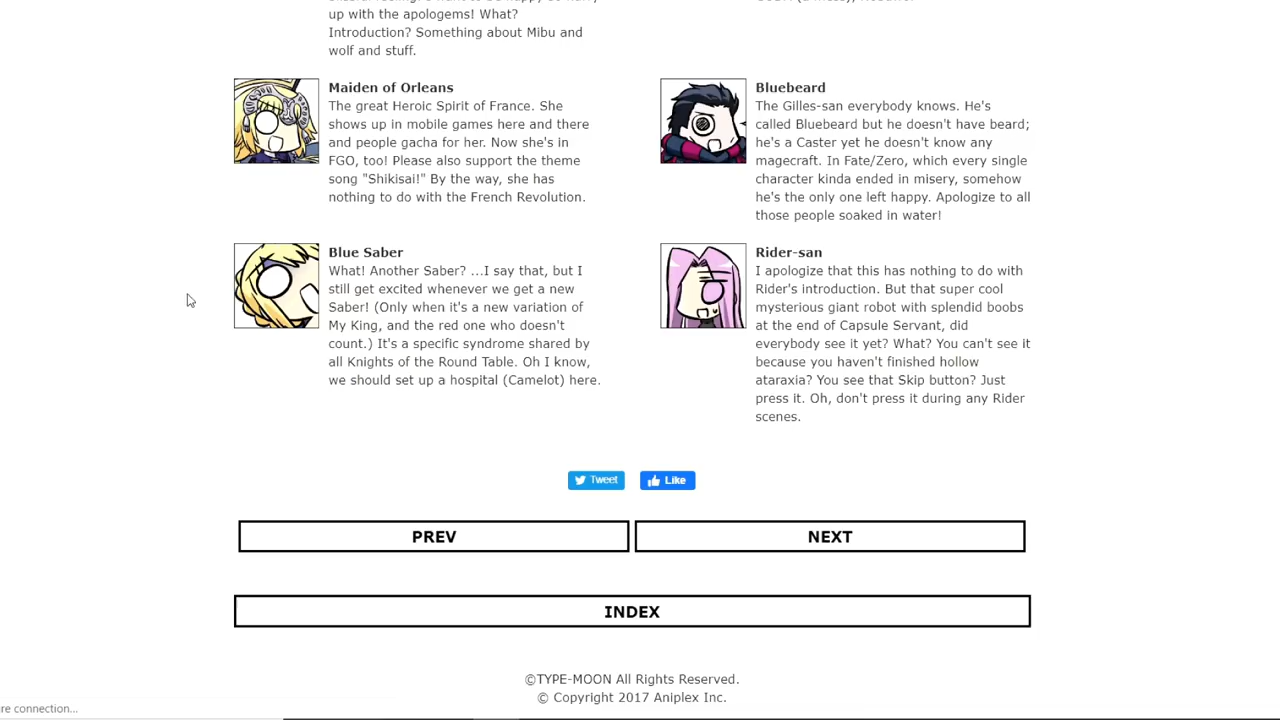 up with the apologems! What?
Introduction? Something about Mibu and
wolf and stuff.
Maiden of Orleans
The great Heroic Spirit of France. She
shows up in mobile games here and there
and people gacha for her. Now she's in
FGO, too! Please also support the theme
song "Shikisai!" By the way, she has
nothing to do with the French Revolution.
Bluebeard
The Gilles-san everybody knows. He's
called Bluebeard but he doesn't have beard;
he's a Caster yet he doesn't know any
magecraft. In Fate/Zero, which every single
character kinda ended in misery, somehow
he's the only one left happy. Apologize to all
those people soaked in water!
Blue Saber
What! Another Saber? ...I say that, but I
still get excited whenever we get a new
Saber! (Only when it's a new variation of
My King, and the red one who doesn't
count.) It's a specific syndrome shared by
all Knights of the Round Table. Oh I know,
we should set up a hospital (Camelot) here.
Rider-san
I apologize that this has nothing to do with
Rider's introduction. But that super cool
mysterious giant robot with splendid boobs
at the end of Capsule Servant, did
everybody see it yet? What? You can't see it
because you haven't finished hollow
ataraxia? You see that Skip button? Just
press it. Oh, don't press it during any Rider
scenes.
Tweet
Like
PREV
NEXT
INDEX
©TYPE-MOON All Rights Reserved.
© Copyright 2017 Aniplex Inc.
re connection...